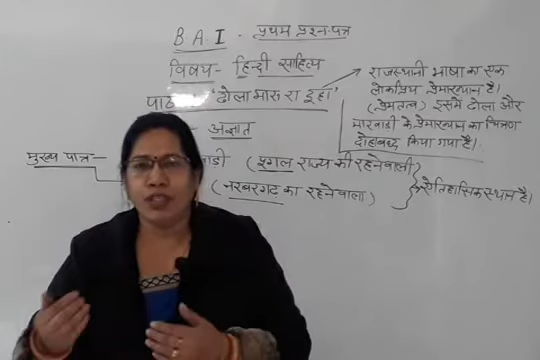 B.A.I. प्रथम प्रश्न-पत्र
विषय- हिन्दी साहित्य
पाठ 'ढोला मारू रा दूहा'
राजस्थानी भाषा का एक
लोकप्रिय प्रेमाख्यान है।
(प्रेमतत्व) इसमें ढोला और
मारवाडी के प्रेमाख्यान का चित्रण
दोहाबद्ध किया गया है।
- अज्ञात
मुख्य पात्र-
(पूगल राज्य की रहनेवाली)
(नरवरगढ का रहनेवाला)
ऐतिहासिक स्थान है।